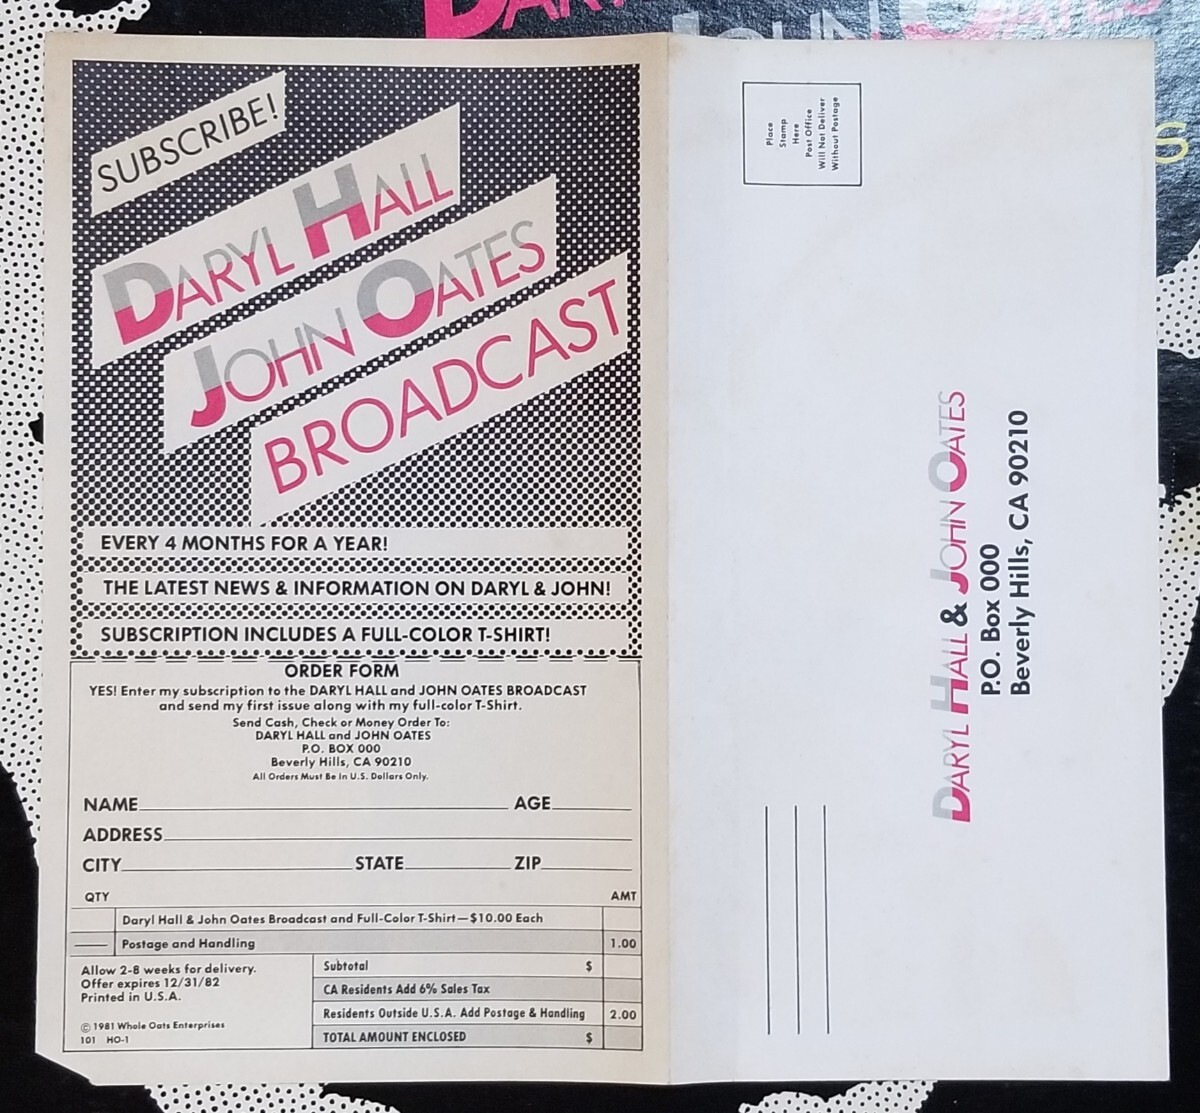 DARYL
JOHN OATES
S
SUBSCRIBE!
DARYL HALL
JOHN OATES
BROADCAST
EVERY 4 MONTHS FOR A YEAR!
THE LATEST NEWS & INFORMATION ON DARYL & JOHN!
SUBSCRIPTION INCLUDES A FULL-COLOR T-SHIRT!
ORDER FORM
YES! Enter my subscription to the DARYL HALL and JOHN OATES BROADCAST
and send my first issue along with my full-color T-Shirt.
Send Cash, Check or Money Order To:
DARYL HALL and JOHN OATES
P.O. BOX 000
Beverly Hills, CA 90210
All Orders Must Be In U.S. Dollars Only.
NAME AGE
ADDRESS
CITY STATE ZIP
QTY AMT
Daryl Hall & John Oates Broadcast and Full-Color T-Shirt—$10.00 Each
Postage and Handling 1.00
Allow 2-8 weeks for delivery.
Offer expires 12/31/82
Printed in U.S.A.
© 1981 Whole Oats Enterprises
101 HO-1
Subtotal $
CA Residents Add 6% Sales Tax
Residents Outside U.S.A. Add Postage & Handling 2.00
TOTAL AMOUNT ENCLOSED $
Place
Stamp
Here
Post Office
Will Not Deliver
Without Postage
DARYL HALL & JOHN OATES
P.O. Box 000
Beverly Hills, CA 90210